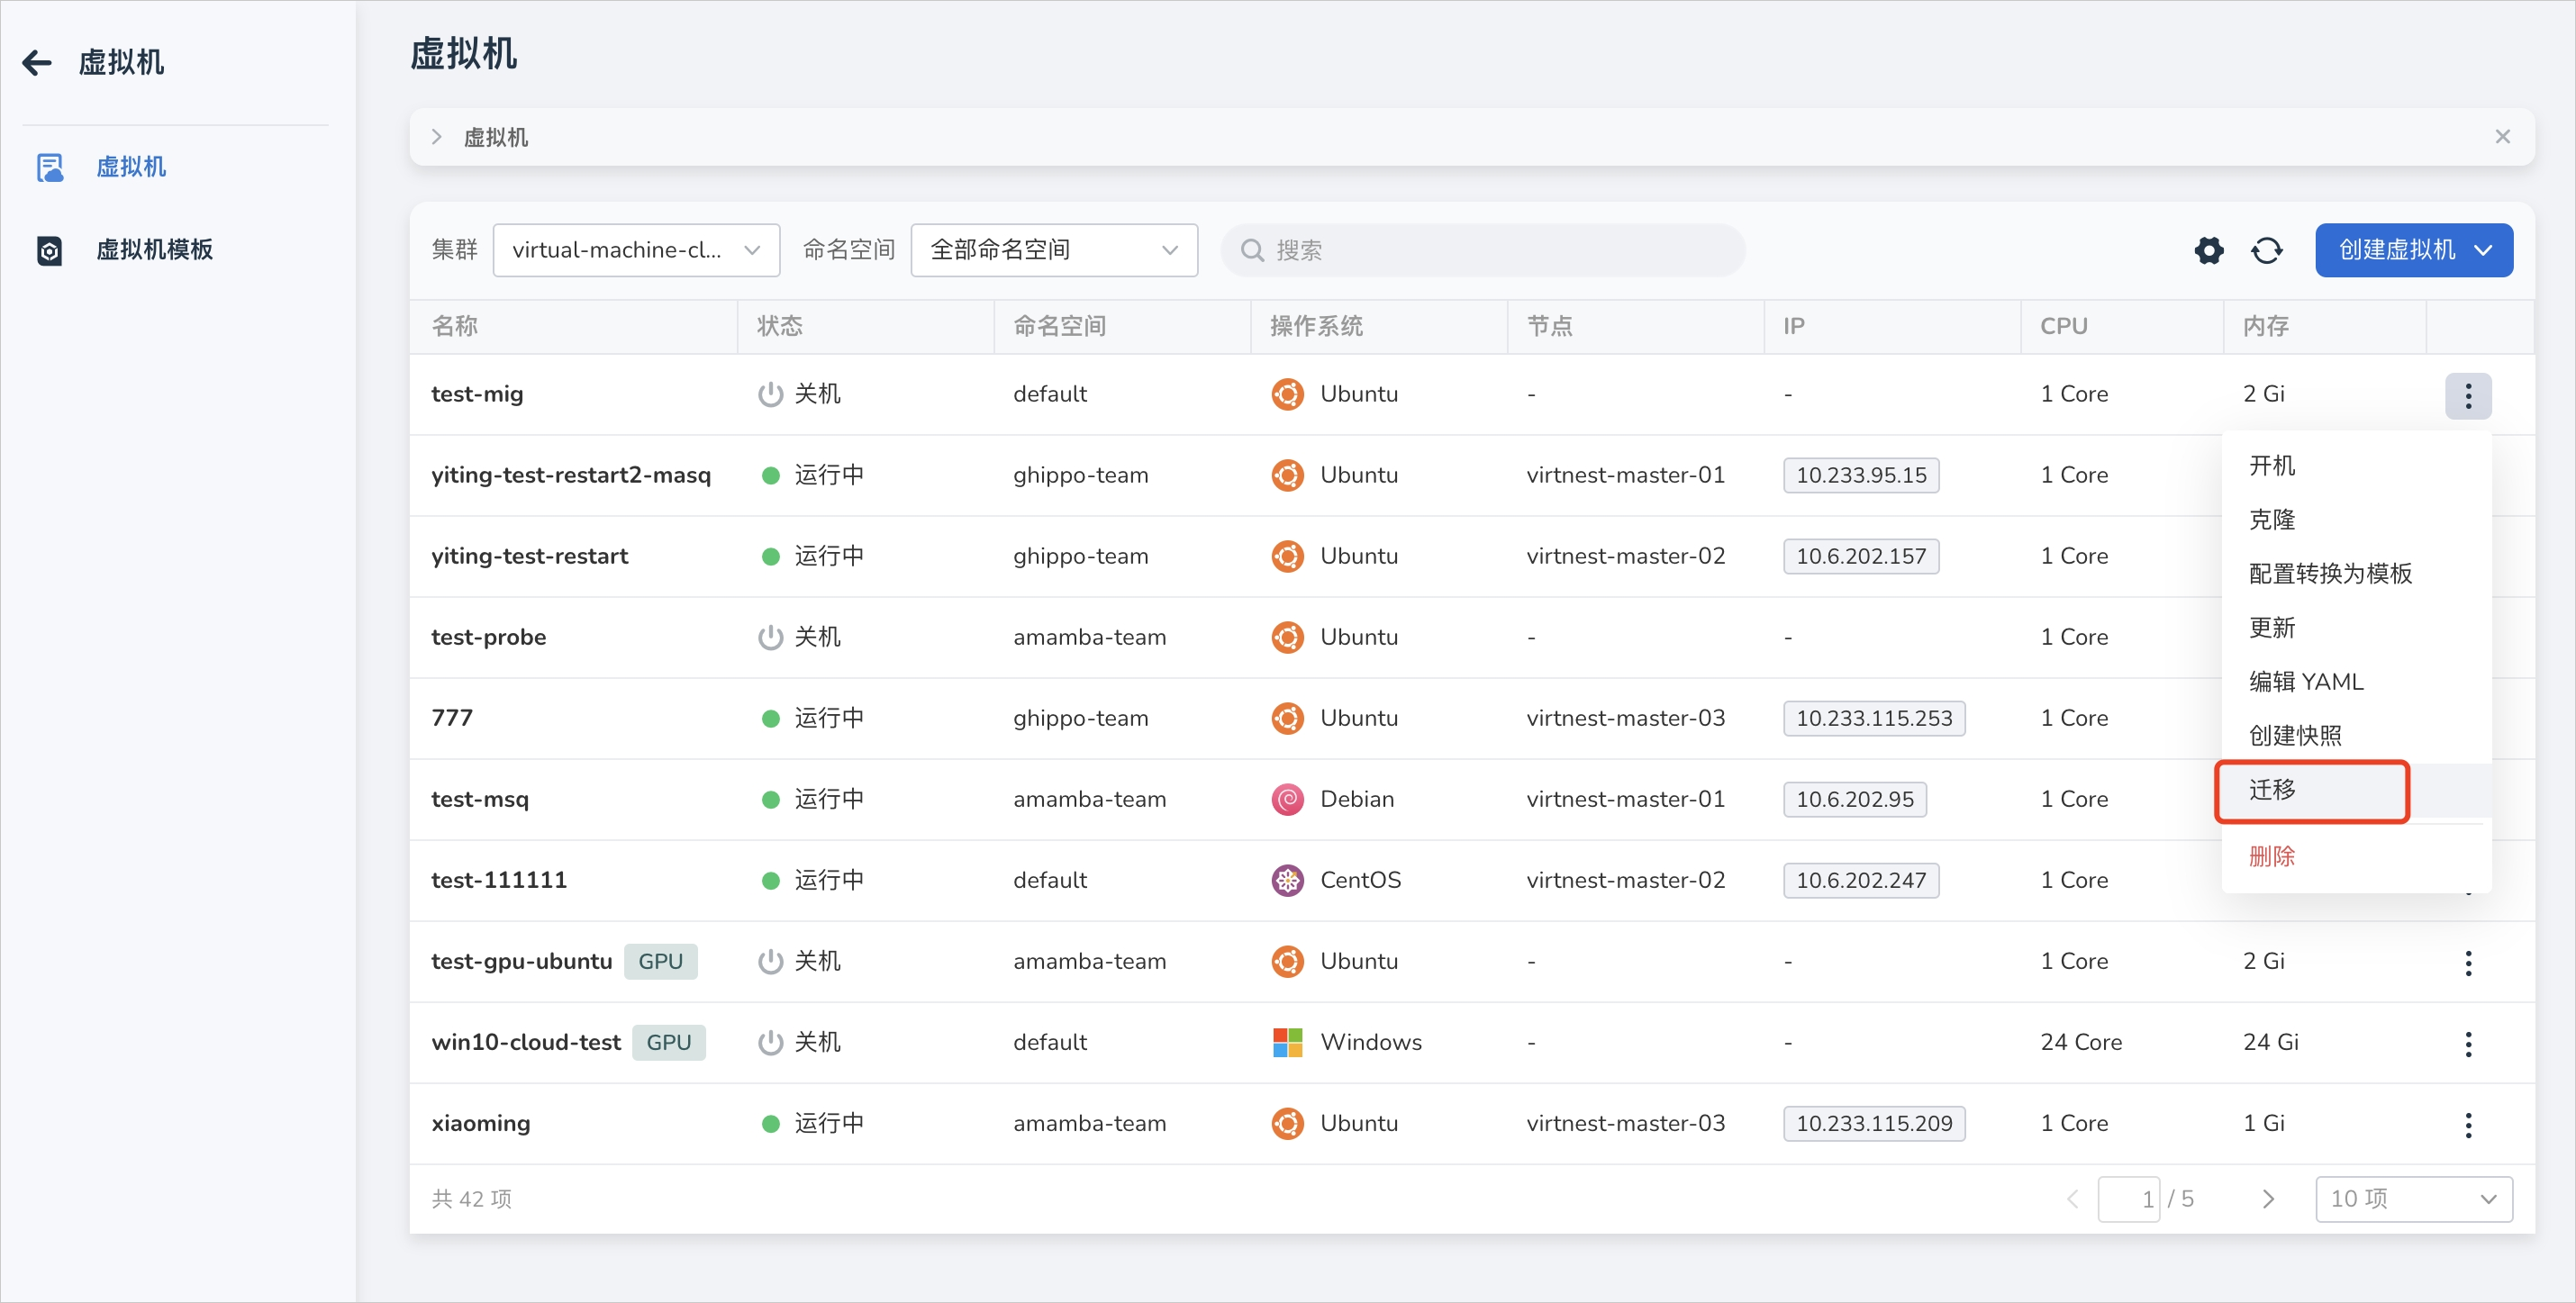 虚拟机
虚拟机
虚拟机模板
虚拟机
虚拟机
集群 virtual-machine-cl... 命名空间 全部命名空间 搜索 创建虚拟机
名称 状态 命名空间 操作系统 节点 IP CPU 内存
test-mig 关机 default Ubuntu - - 1 Core 2 Gi
yiting-test-restart2-masq 运行中 ghippo-team Ubuntu virtnest-master-01 10.233.95.15 1 Core
yiting-test-restart 运行中 ghippo-team Ubuntu virtnest-master-02 10.6.202.157 1 Core
test-probe 关机 amamba-team Ubuntu - - 1 Core
777 运行中 ghippo-team Ubuntu virtnest-master-03 10.233.115.253 1 Core
test-msq 运行中 amamba-team Debian virtnest-master-01 10.6.202.95 1 Core
test-111111 运行中 default CentOS virtnest-master-02 10.6.202.247 1 Core
test-gpu-ubuntu GPU 关机 amamba-team Ubuntu - - 1 Core 2 Gi
win10-cloud-test GPU 关机 default Windows - - 24 Core 24 Gi
xiaoming 运行中 amamba-team Ubuntu virtnest-master-03 10.233.115.209 1 Core 1 Gi
开机
克隆
配置转换为模板
更新
编辑 YAML
创建快照
迁移
删除
共 42 项 1 / 5 10 项